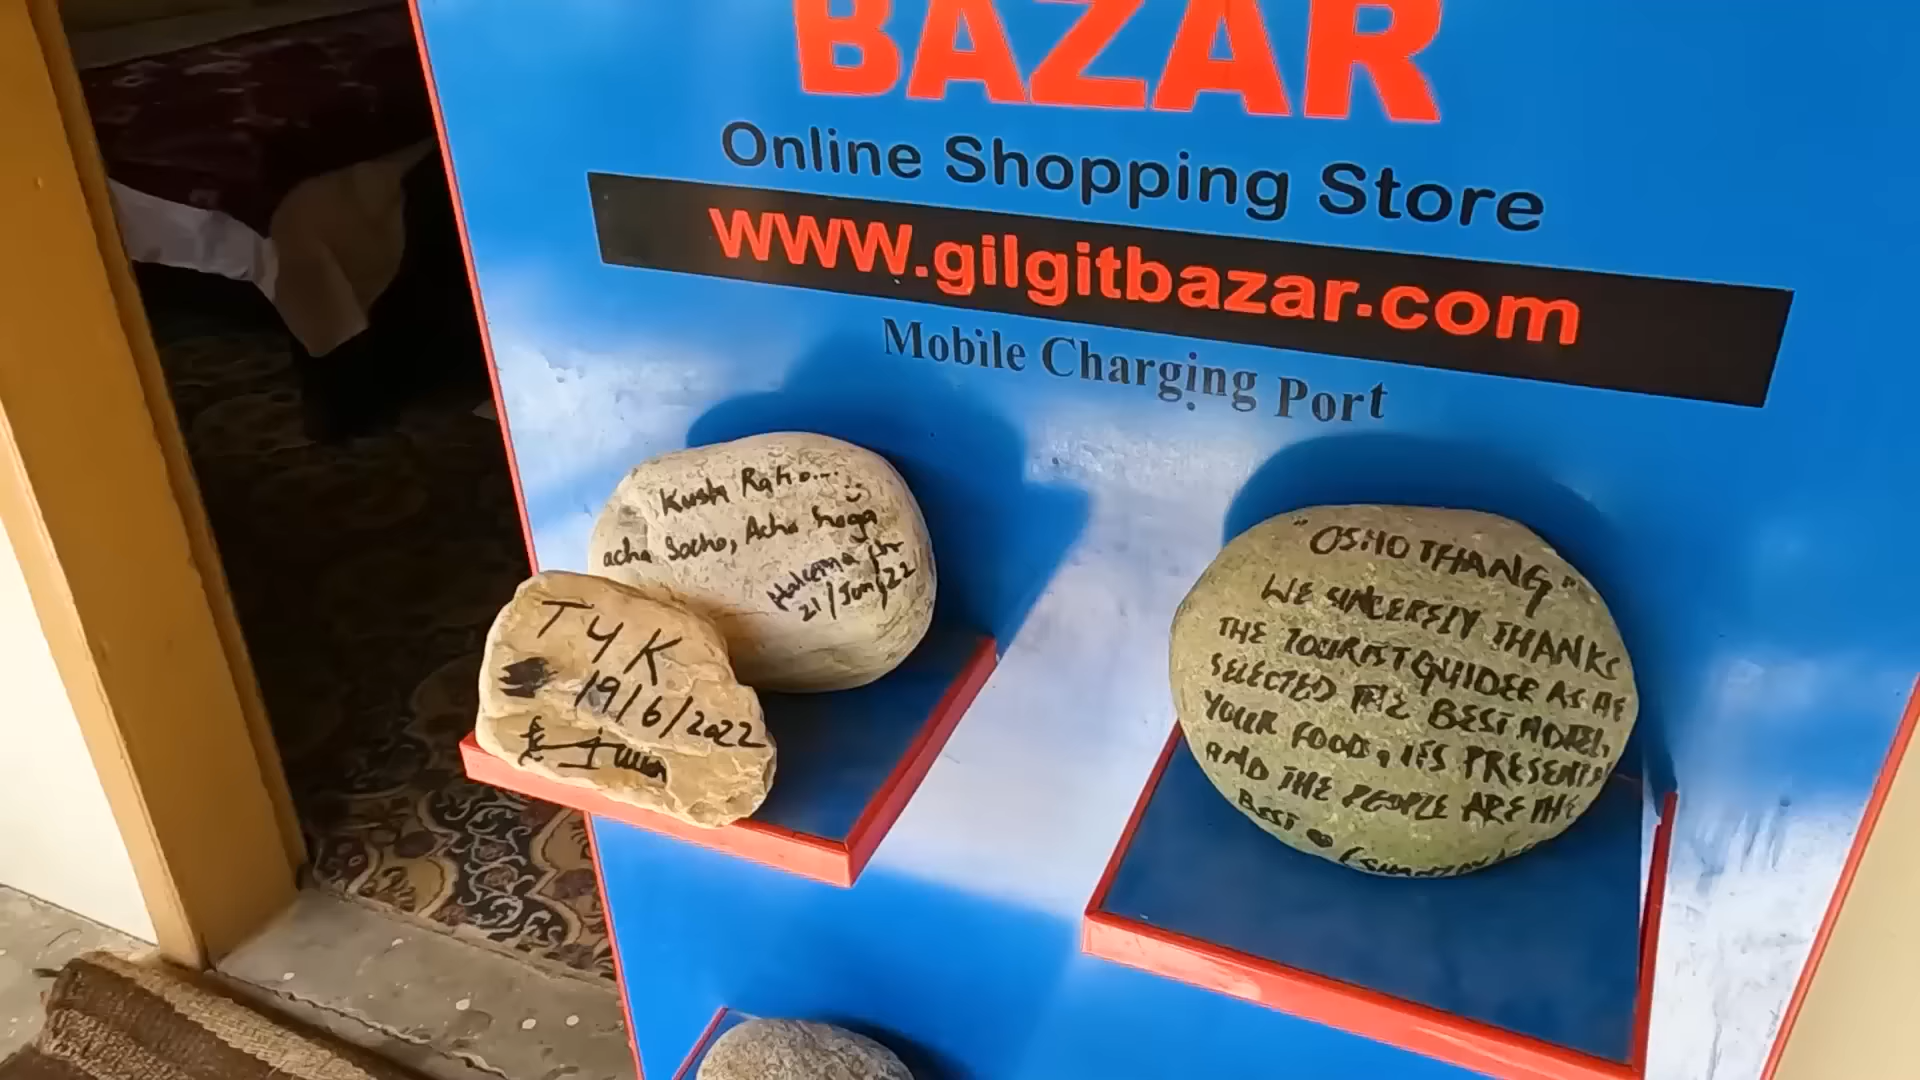 BAZAR
Online Shopping Store
www.gilgitbazar.com
Mobile Charging Port
Kush Raho....
acha Socho, Acha hoga
21/Jun/22
TYK
19/6/2022
"OSHO THANG"
WE SINCERELY THANKS
THE TOURIST GUIDEE AS HE
SELECTED THE BEST HOTEL,
YOUR FOOD, ITS PRESENTS
AND THE PEOPLE ARE THE
BEST